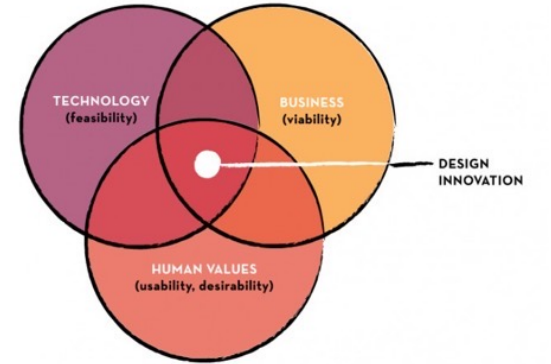 TECHNOLOGY
(feasibility)
BUSINESS
(viability)
DESIGN
INNOVATION
HUMAN VALUES
(usability, desirability)